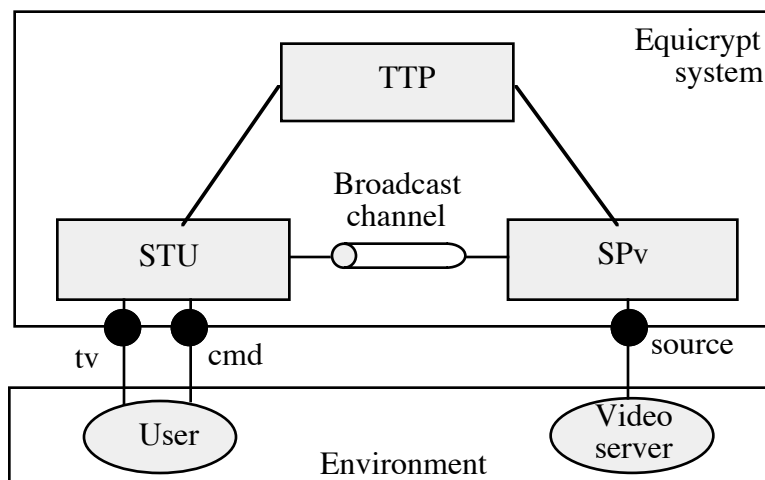 Equicrypt
system
TTP
Broadcast
channel
STU
SPv
tv
cmd
source
User
Video
server
Environment